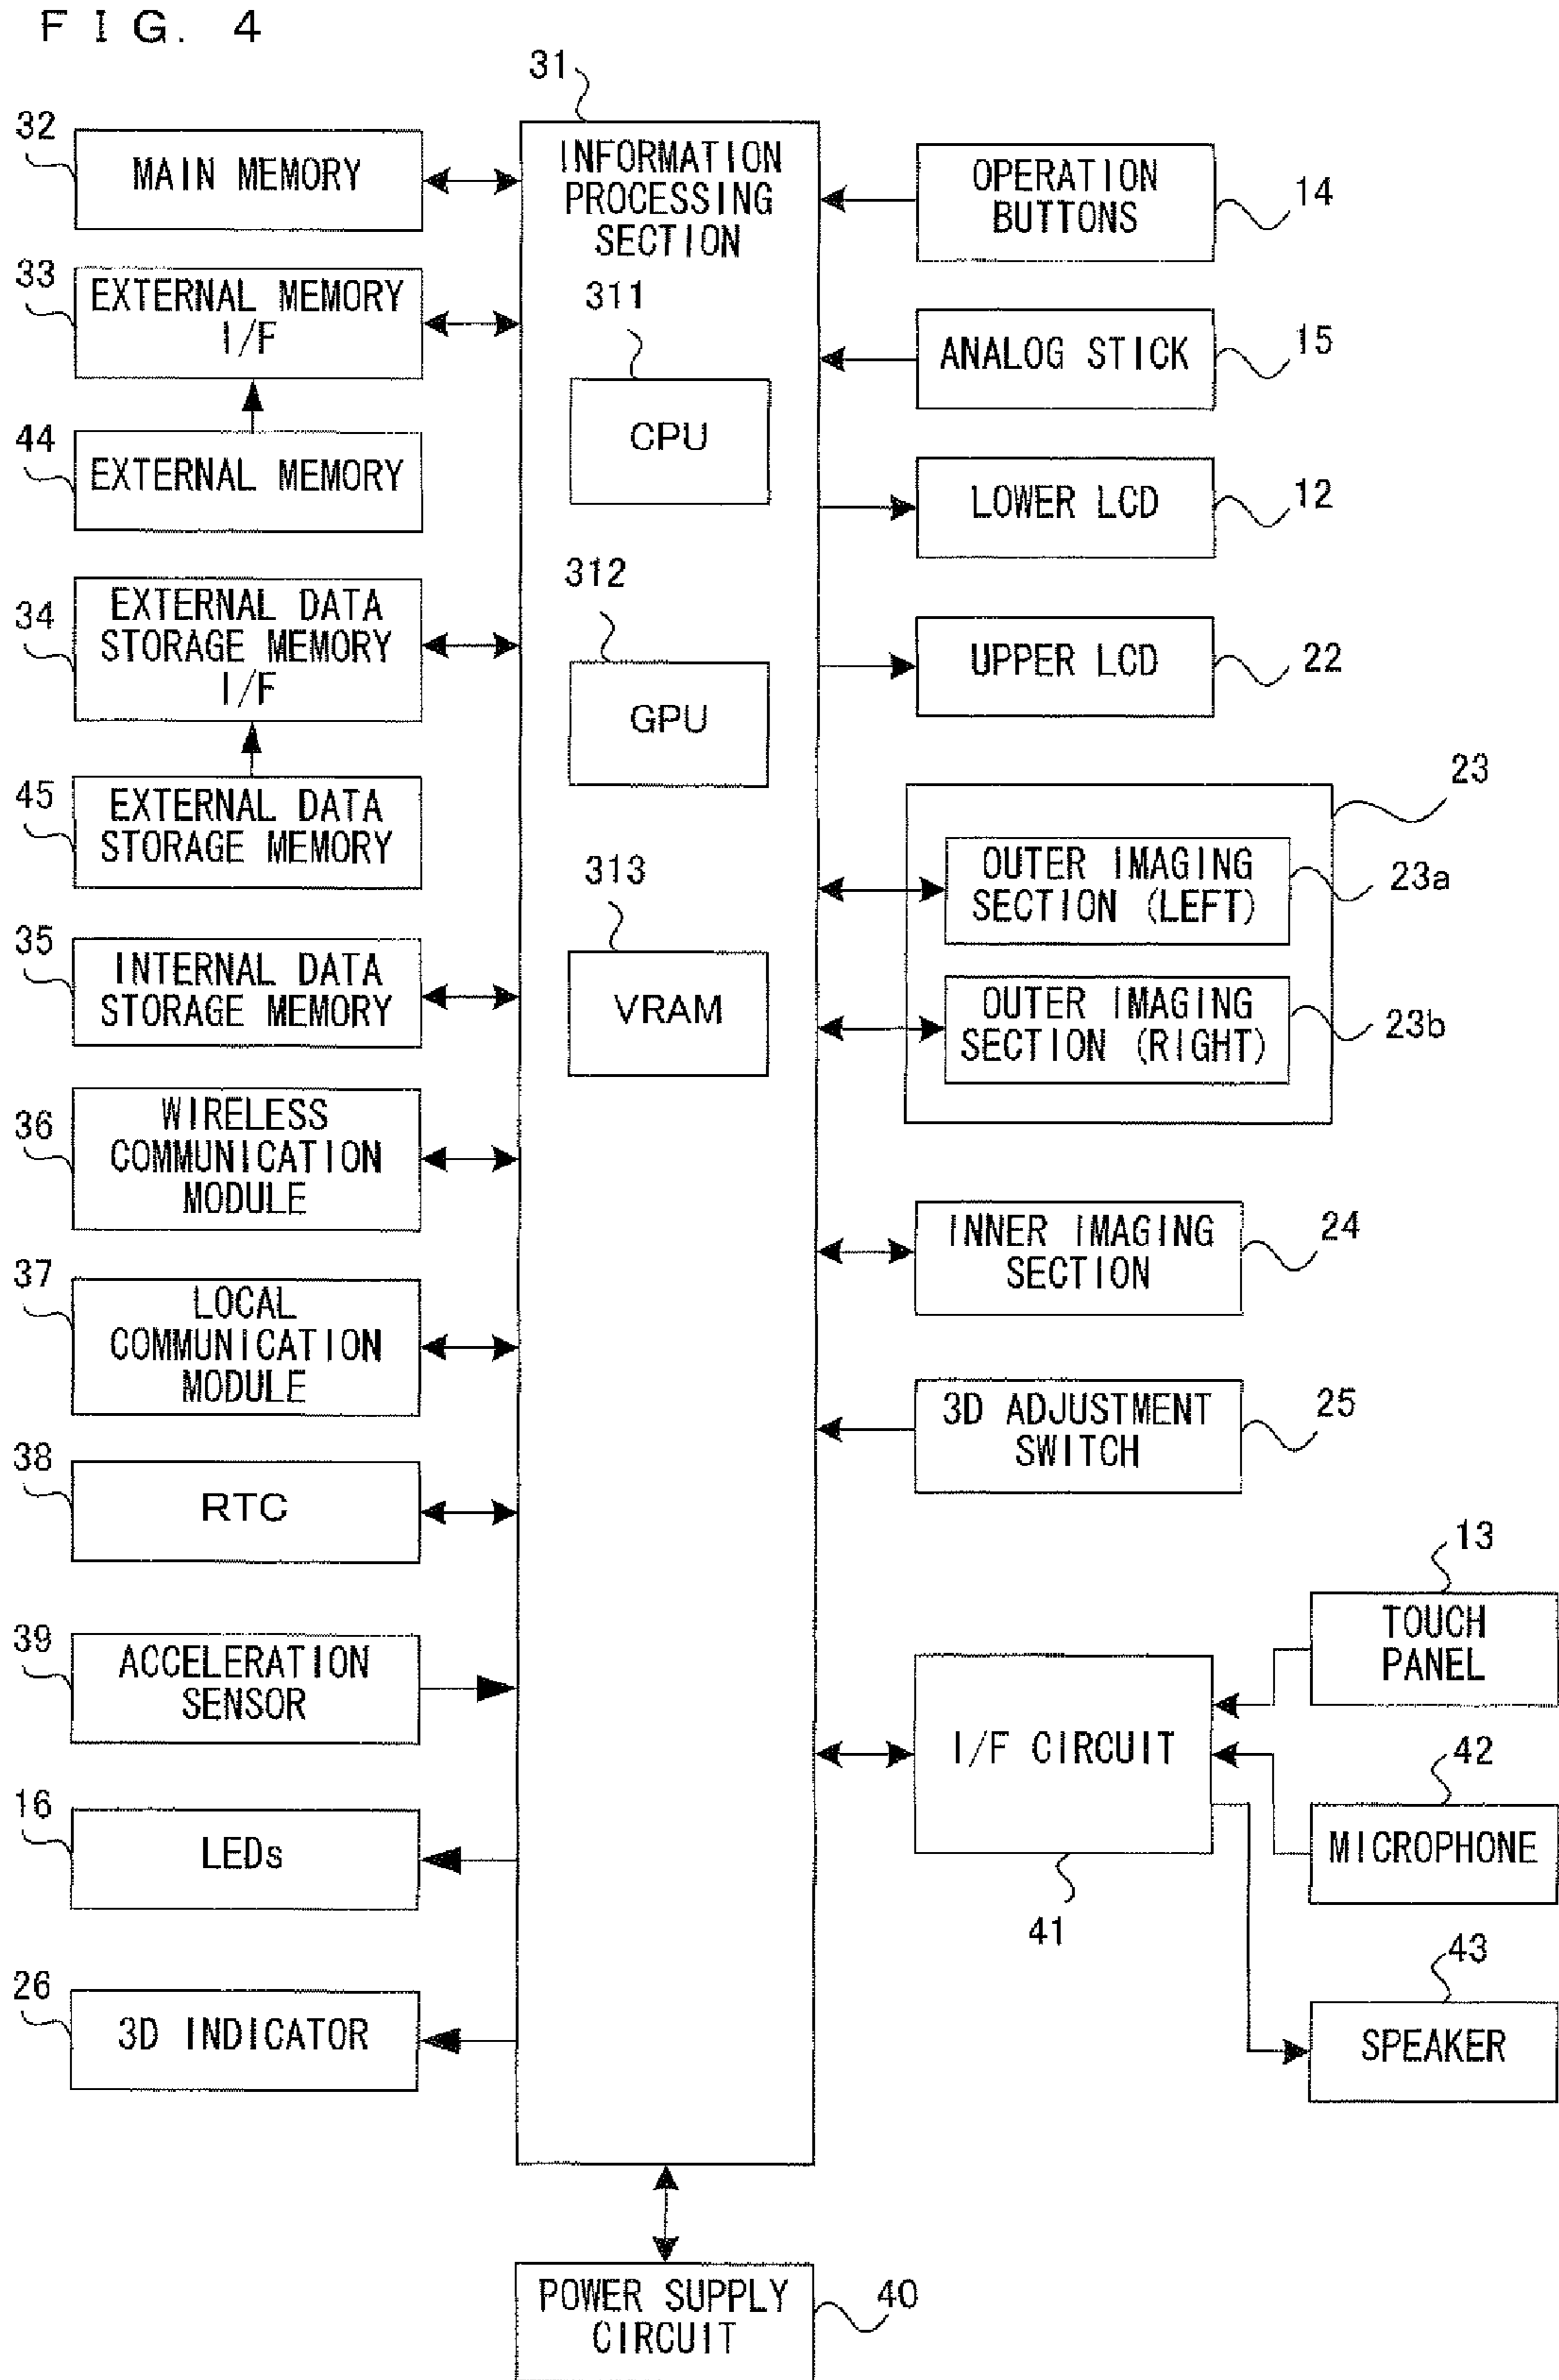 FIG. 4
31
32
MAIN MEMORY
33
EXTERNAL MEMORY
I/F
44
EXTERNAL MEMORY
34
EXTERNAL DATA
STORAGE MEMORY
I/F
45
EXTERNAL DATA
STORAGE MEMORY
35
INTERNAL DATA
STORAGE MEMORY
36
WIRELESS
COMMUNICATION
MODULE
37
LOCAL
COMMUNICATION
MODULE
38
RTC
39
ACCELERATION
SENSOR
16
LEDs
26
3D INDICATOR
INFORMATION
PROCESSING
SECTION
311
CPU
312
GPU
313
VRAM
OPERATION
BUTTONS
14
ANALOG STICK
15
LOWER LCD
12
UPPER LCD
22
23
OUTER IMAGING
SECTION (LEFT)
23a
OUTER IMAGING
SECTION (RIGHT)
23b
INNER IMAGING
SECTION
24
3D ADJUSTMENT
SWITCH
25
13
TOUCH
PANEL
I/F CIRCUIT
41
42
MICROPHONE
43
SPEAKER
POWER SUPPLY
CIRCUIT
40